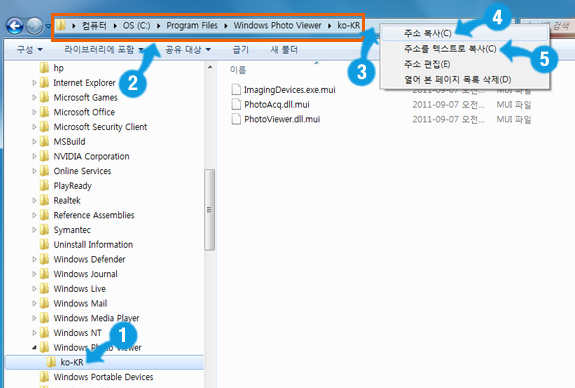 컴퓨터 ▸ OS (C:) ▸ Program Files ▸ Windows Photo Viewer ▸ ko-KR
4
주소 복사(C)
구성 라이브러리에 포함 공유 대상 굽기 새 폴더
2
3
주소를 텍스트로 복사(C)
5
주소 편집(E)
열어 본 페이지 목록 삭제(D)
hp
Internet Explorer
Microsoft Games
Microsoft Office
Microsoft Security Client
MSBuild
NVIDIA Corporation
Online Services
PlayReady
Realtek
Reference Assemblies
Symantec
Uninstall Information
Windows Defender
Windows Journal
Windows Live
Windows Mail
Windows Media Player
Windows NT
1
Windows Photo Viewer
ko-KR
Windows Portable Devices
이름
ImagingDevices.exe.mui 2011-09-07 오전... MUI 파일
PhotoAcq.dll.mui 2011-09-07 오전... MUI 파일
PhotoViewer.dll.mui 2011-09-07 오전... MUI 파일